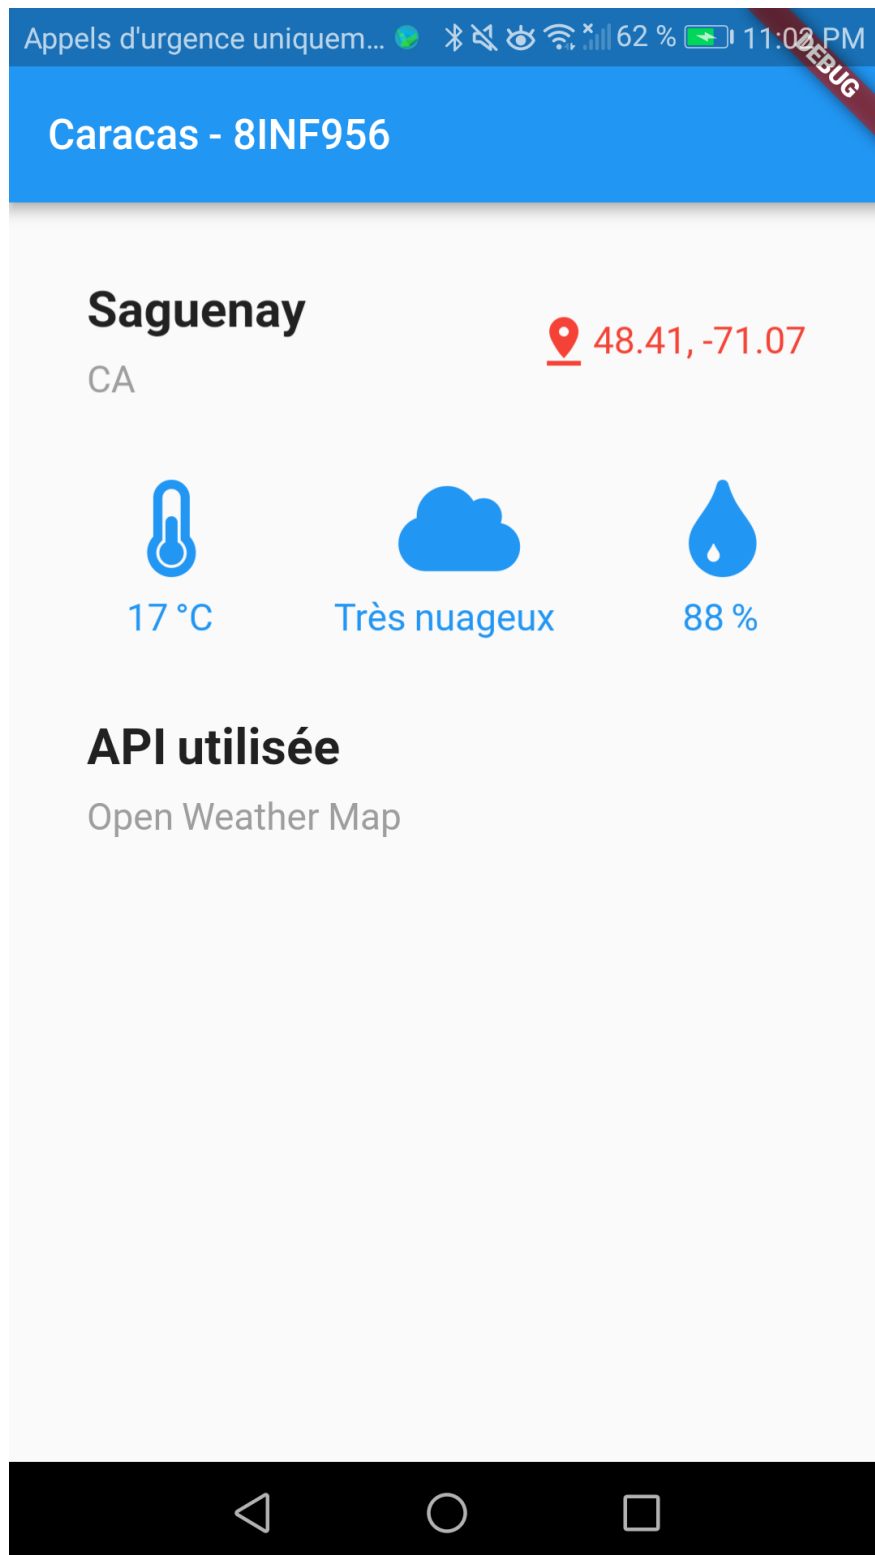 Appels d'urgence uniquem... 62 % 11:02 PM
DEBUG
Caracas - 8INF956
Saguenay
48.41, -71.07
CA
17 °C
Très nuageux
88 %
API utilisée
Open Weather Map